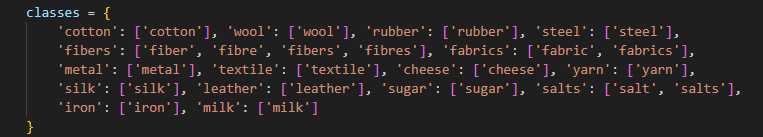 classes = {
    'cotton': ['cotton'], 'wool': ['wool'], 'rubber': ['rubber'], 'steel': ['steel'],
    'fibers': ['fiber', 'fibre', 'fibers', 'fibres'], 'fabrics': ['fabric', 'fabrics'],
    'metal': ['metal'], 'textile': ['textile'], 'cheese': ['cheese'], 'yarn': ['yarn'],
    'silk': ['silk'], 'leather': ['leather'], 'sugar': ['sugar'], 'salts': ['salt', 'salts'],
    'iron': ['iron'], 'milk': ['milk']
}